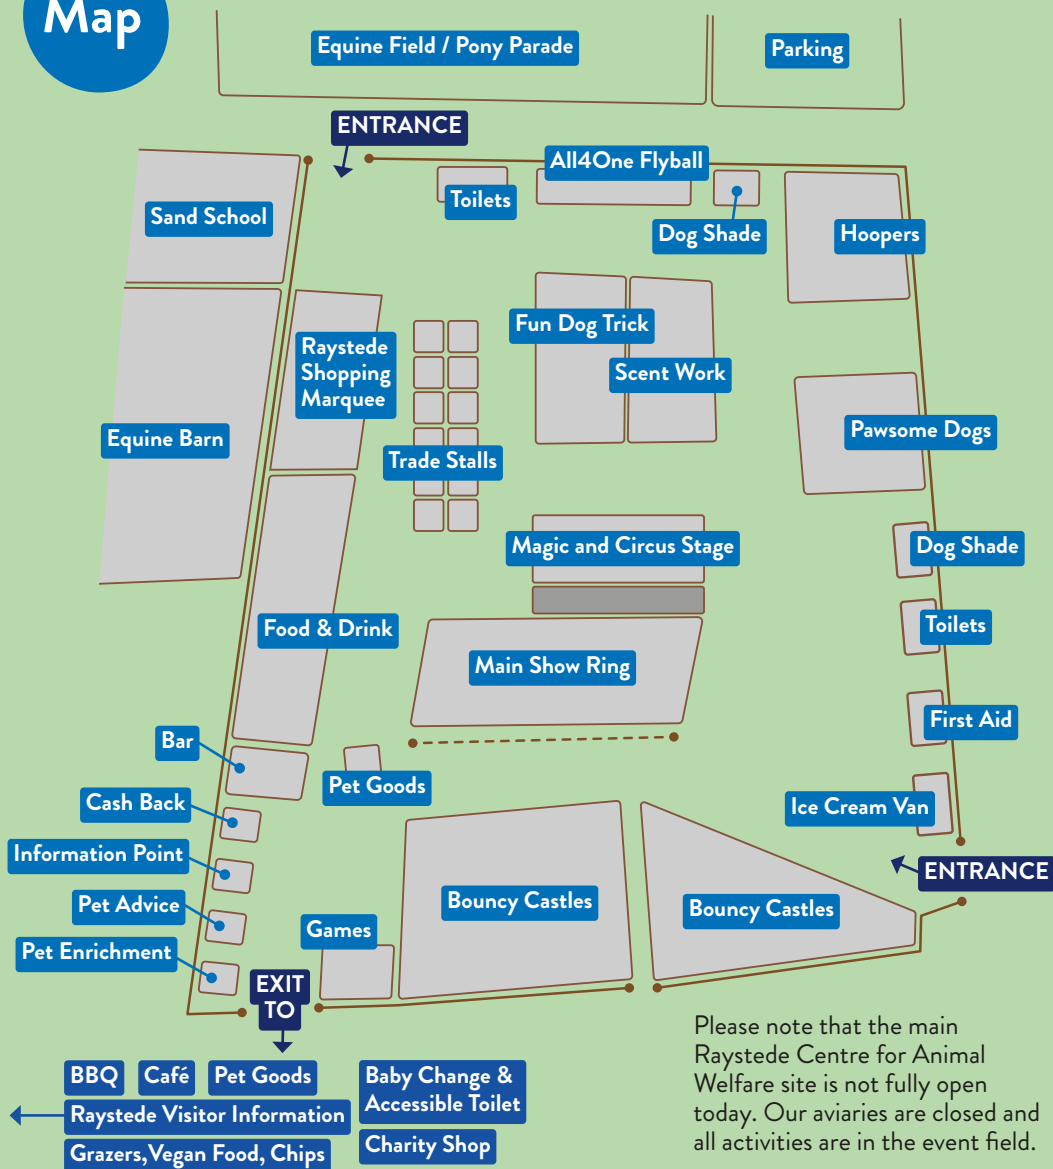 Map
Equine Field / Pony Parade
Parking
ENTRANCE
All4One Flyball
Toilets
Dog Shade
Hoopers
Sand School
Fun Dog Trick
Scent Work
Raystede
Shopping
Marquee
Equine Barn
Trade Stalls
Pawsome Dogs
Magic and Circus Stage
Dog Shade
Food & Drink
Toilets
Main Show Ring
First Aid
Bar
Pet Goods
Cash Back
Ice Cream Van
Information Point
ENTRANCE
Pet Advice
Bouncy Castles
Bouncy Castles
Games
Pet Enrichment
EXIT
TO
BBQ
Café
Pet Goods
Baby Change &
Accessible Toilet
Raystede Visitor Information
Charity Shop
Grazers,Vegan Food, Chips
Please note that the main
Raystede Centre for Animal
Welfare site is not fully open
today. Our aviaries are closed and
all activities are in the event field.